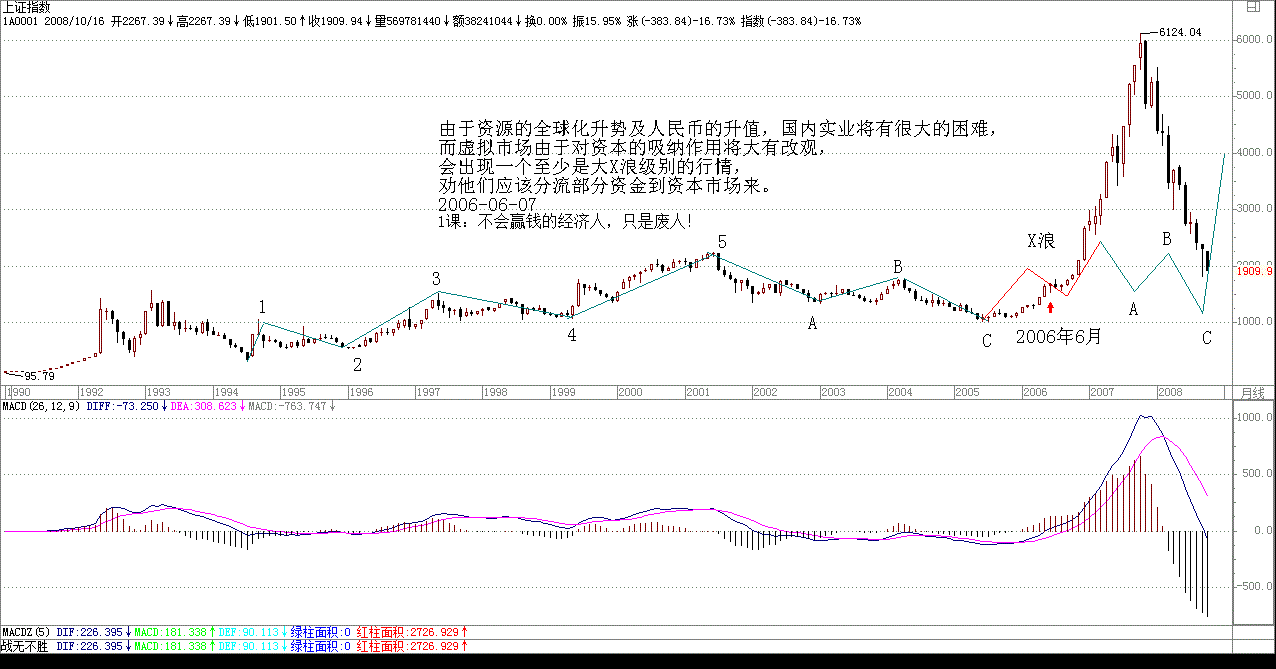 上证指数
1A0001 2008/10/16 开2267.39↓高2267.39↓低1901.50↑收1909.94↓量569781440↓额38241044↓换0.00% 振15.95% 涨(-383.84)-16.73% 指数(-383.84)-16.73%
6124.04
6000.0
5000.0
由于资源的全球化升势及人民币的升值，国内实业将有很大的困难，
而虚拟市场由于对资本的吸纳作用将大有改观，
4000.0
会出现一个至少是大X浪级别的行情，
劝他们应该分流部分资金到资本市场来。
2006-06-07
3000.0
1课：不会赢钱的经济人，只是废人！
5
X浪
B
B
2000.0
1909.9
3
1
A
A
1000.0
4
C
2006年6月
C
2
95.79
1990 1992 1993 1994 1995 1996 1997 1998 1999 2000 2001 2002 2003 2004 2005 2006 2007 2008 月线
MACD(26,12,9) DIFF:-73.250↓DEA:308.623↓MACD:-763.747↓
1000.0
500.0
0.0
-500.0
MACDZ(5) DIF:226.395↓MACD:181.338↑DEF:90.113↓绿柱面积:0 红柱面积:2726.929↑
战无不胜 DIF:226.395↓MACD:181.338↑DEF:90.113↓绿柱面积:0 红柱面积:2726.929↑